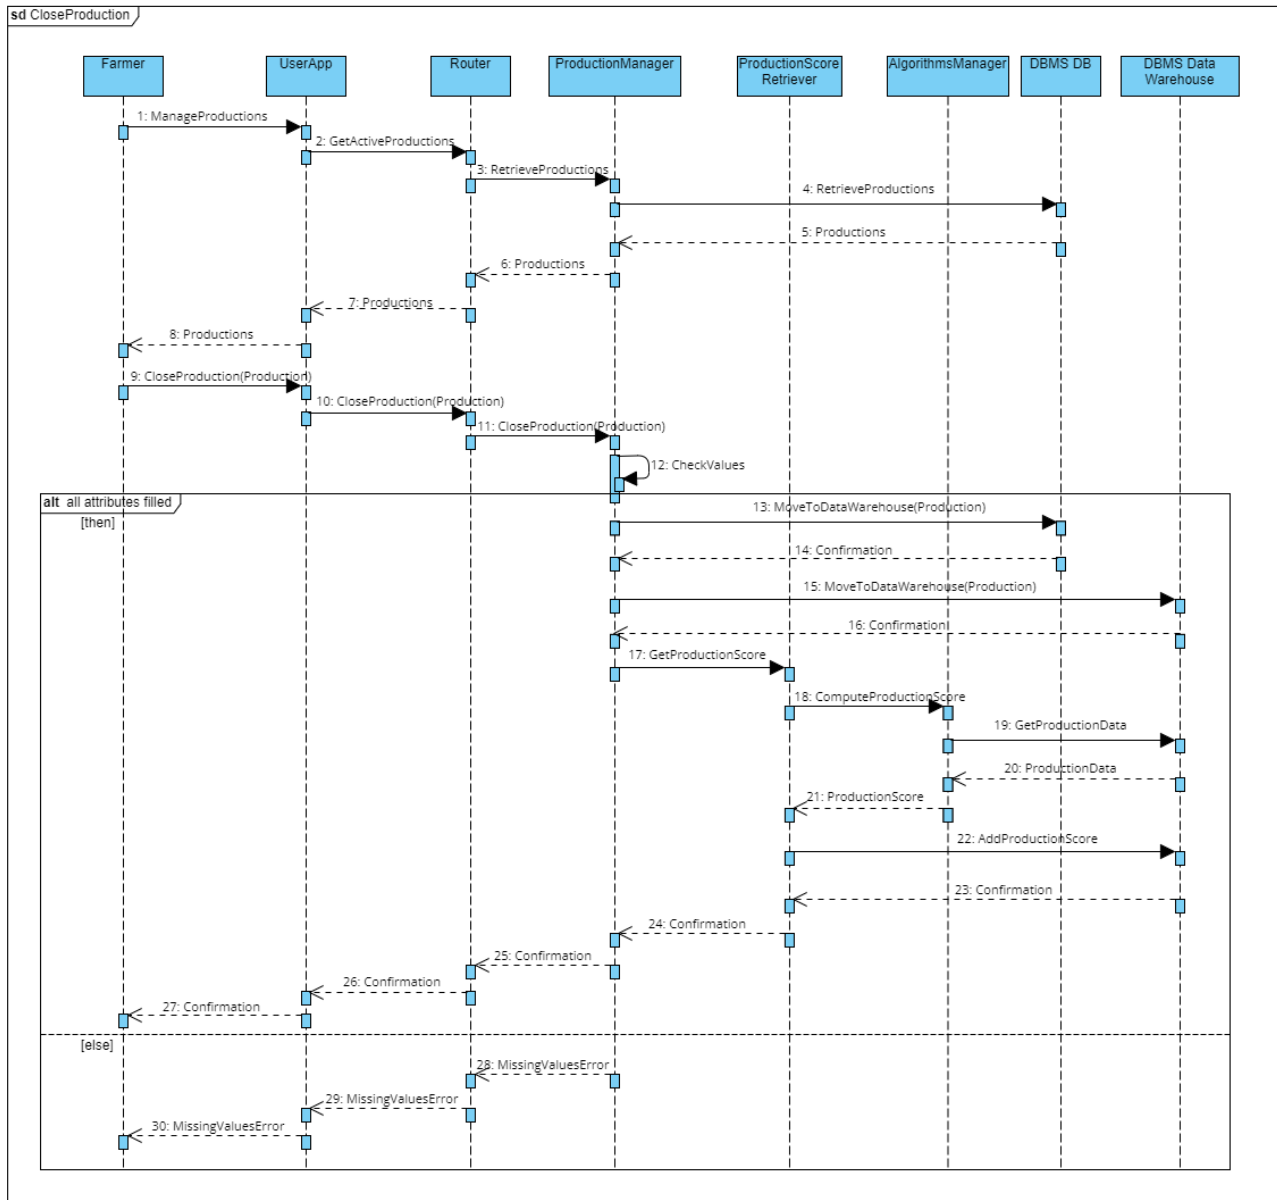 sd CloseProduction
Farmer
UserApp
Router
ProductionManager
ProductionScore
Retriever
AlgorithmsManager
DBMS DB
DBMS Data
Warehouse
1: ManageProductions
2: GetActiveProductions
3: RetrieveProductions
4: RetrieveProductions
5: Productions
6: Productions
7: Productions
8: Productions
9: CloseProduction(Production)
10: CloseProduction(Production)
11: CloseProduction(Production)
12: CheckValues
alt all attributes filled
[then]
13: MoveToDataWarehouse(Production)
14: Confirmation
15: MoveToDataWarehouse(Production)
16: Confirmation
17: GetProductionScore
18: ComputeProductionScore
19: GetProductionData
20: ProductionData
21: ProductionScore
22: AddProductionScore
23: Confirmation
24: Confirmation
25: Confirmation
26: Confirmation
27: Confirmation
[else]
28: MissingValuesError
29: MissingValuesError
30: MissingValuesError